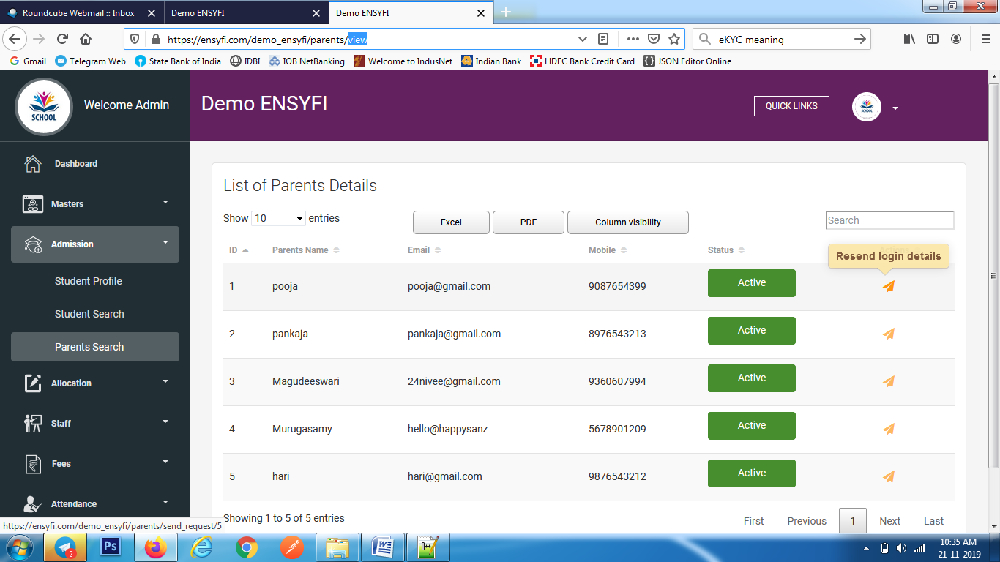 Roundcube Webmail :: Inbox
Demo ENSYFI
Demo ENSYFI
https://ensyfi.com/demo_ensyfi/parents/view
eKYC meaning
Gmail
Telegram Web
State Bank of India
IDBI
IOB NetBanking
Welcome to IndusNet
Indian Bank
HDFC Bank Credit Card
JSON Editor Online
SCHOOL
Welcome Admin
Demo ENSYFI
QUICK LINKS
SCHOOL
Dashboard
Masters
Admission
Student Profile
Student Search
Parents Search
Allocation
Staff
Fees
Attendance
List of Parents Details
Show 10 entries
Excel
PDF
Column visibility
Search
ID Parents Name Email Mobile Status
Resend login details
1 pooja pooja@gmail.com 9087654399 Active
2 pankaja pankaja@gmail.com 8976543213 Active
3 Magudeeswari 24nivee@gmail.com 9360607994 Active
4 Murugasamy hello@happysanz 5678901209 Active
5 hari hari@gmail.com 9876543212 Active
Showing 1 to 5 of 5 entries
First Previous 1 Next Last
https://ensyfi.com/demo_ensyfi/parents/send_request/5
2
Ps
W
10:35 AM
21-11-2019